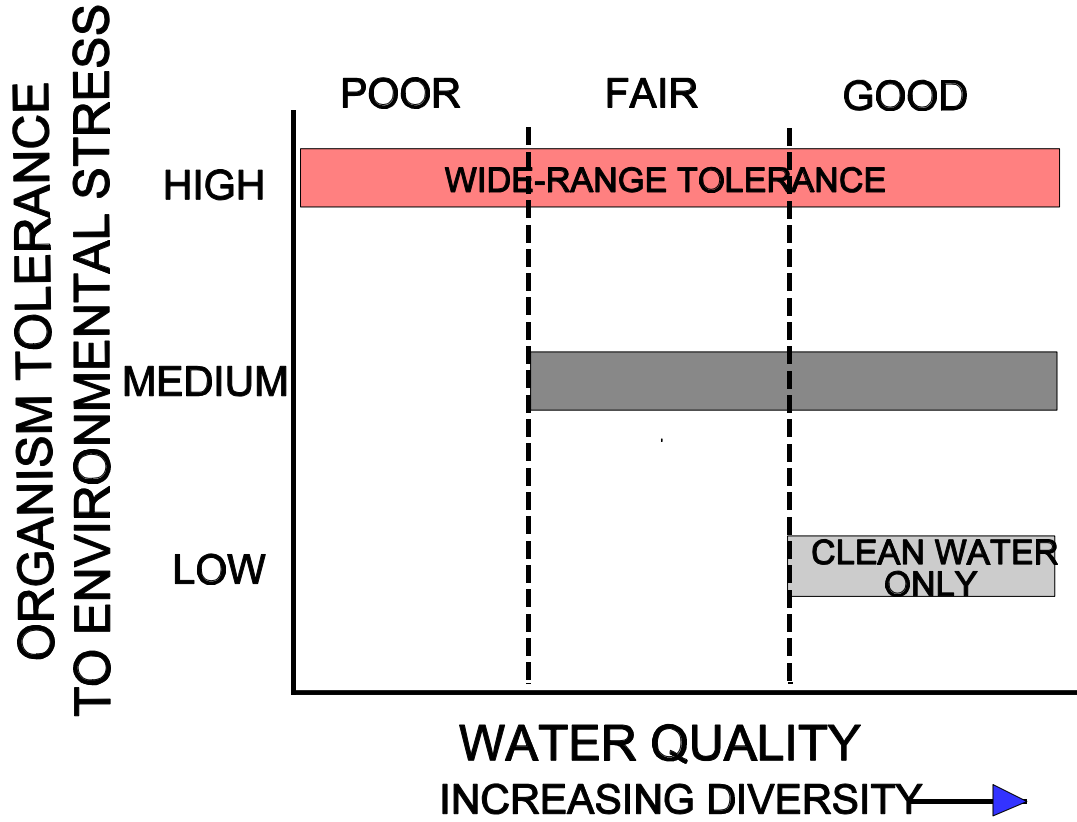 ORGANISM TOLERANCE
TO ENVIRONMENTAL STRESS
POOR
FAIR
GOOD
HIGH
WIDE-RANGE TOLERANCE
MEDIUM
LOW
CLEAN WATER
ONLY
WATER QUALITY
INCREASING DIVERSITY